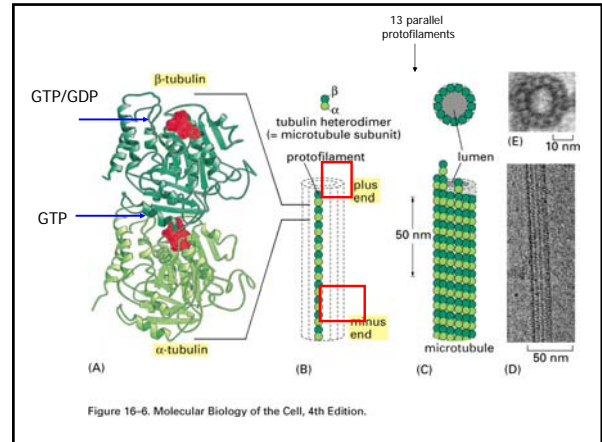 13 parallel
protofilaments
β-tubulin
GTP/GDP
GTP
α-tubulin
(A)
β
α
tubulin heterodimer
(= microtubule subunit)
protofilament
plus
end
minus
end
(B)
lumen
50 nm
microtubule
(C)
(E)
10 nm
50 nm
(D)
Figure 16–6. Molecular Biology of the Cell, 4th Edition.